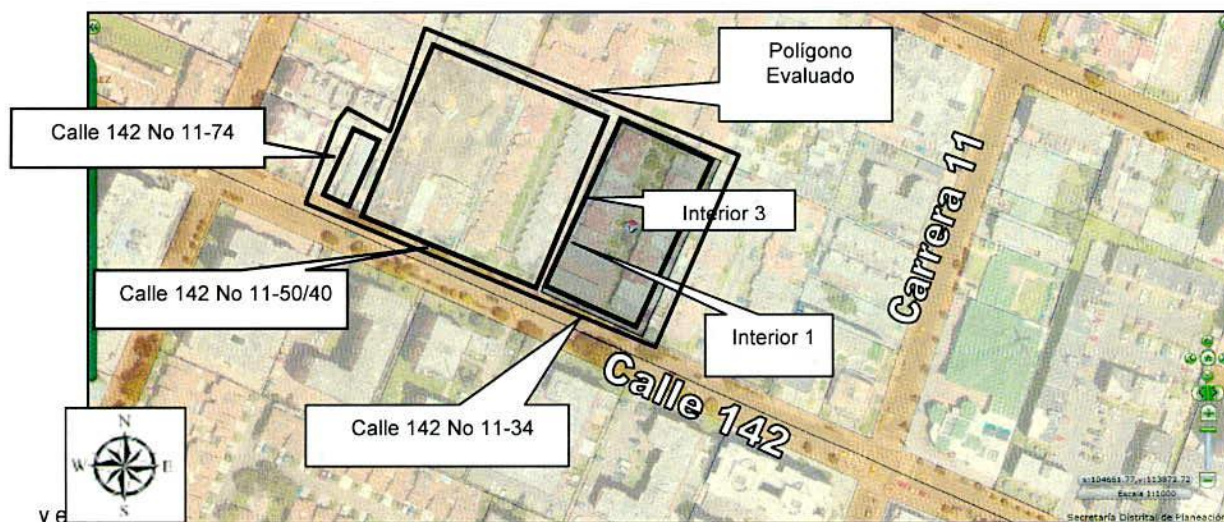 Polígono
Evaluado
Calle 142 No 11-74
Interior 3
Calle 142 No 11-50/40
Interior 1
Calle 142 No 11-34
Calle 142
Carrera 11
N
W E
S
Escala 1:1000
Secretaría Distrital de Planeación
v e